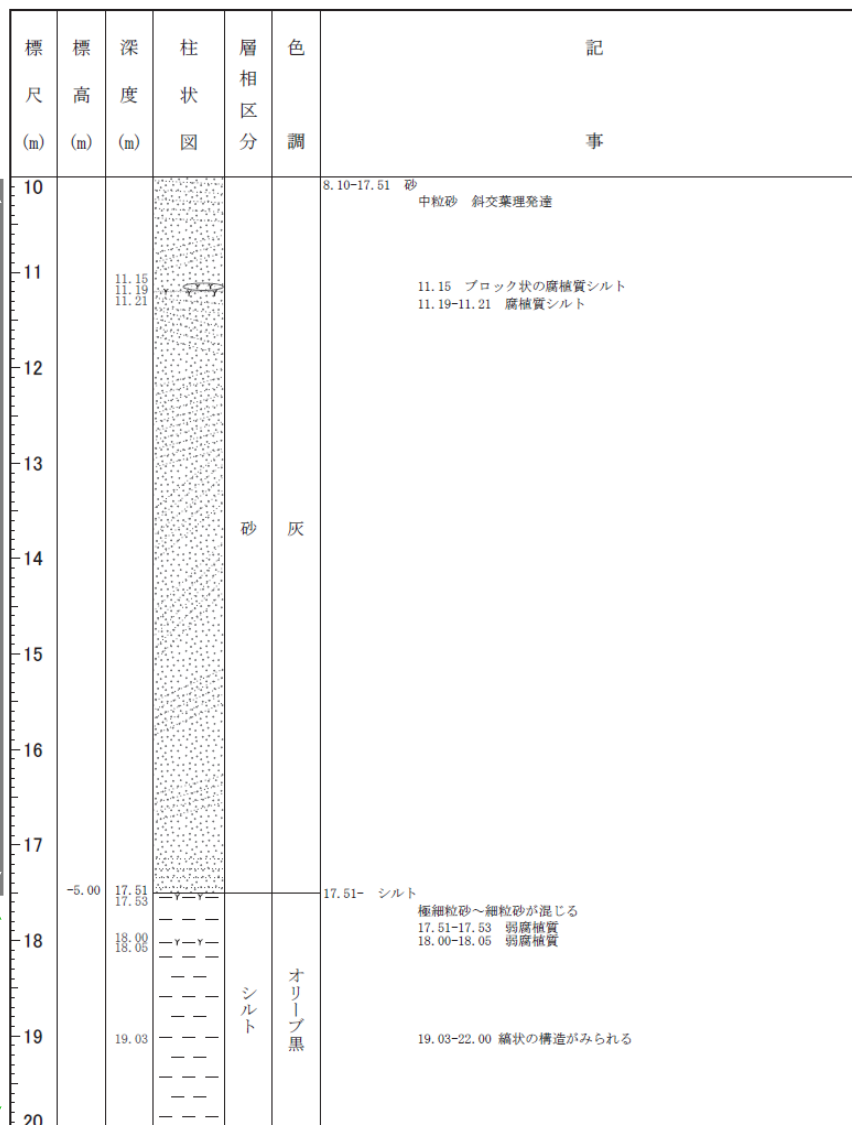 標尺(m)
標高(m)
深度(m)
柱状図
層相区分
色調
記事
10
8.10-17.51 砂
中粒砂 斜交葉理発達
11
11.15
11.15 ブロック状の腐植質シルト
11.19
11.21
11.19-11.21 腐植質シルト
12
13
砂
灰
14
15
16
17
-5.00
17.51
17.51- シルト
17.53
極細粒砂～細粒砂が混じる
17.51-17.53 弱腐植質
18
18.00
18.00-18.05 弱腐植質
18.05
シルト
オリーブ黒
19
19.03
19.03-22.00 縞状の構造がみられる
20